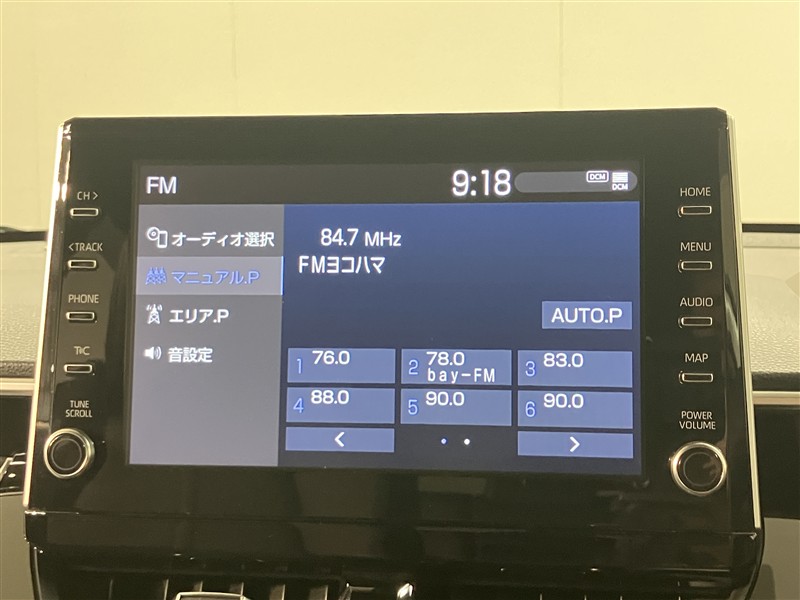 FM
9:18
DCM
DCM
オーディオ選択
マニュアル.P
エリア.P
音設定
84.7 MHz
FMヨコハマ
AUTO.P
1 76.0
2 78.0
bay-FM
3 83.0
4 88.0
5 90.0
6 90.0
<
>
CH >
< TRACK
PHONE
T:C
TUNE
SCROLL
HOME
MENU
AUDIO
MAP
POWER
VOLUME